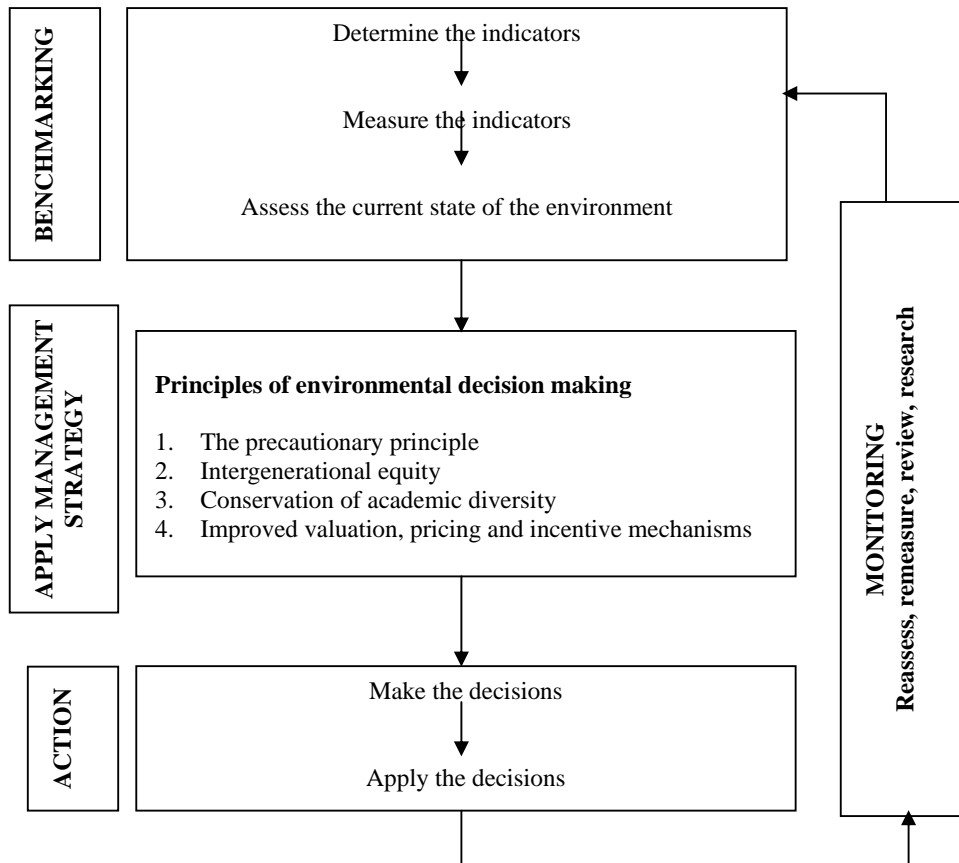 BENCHMARKING
Determine the indicators
Measure the indicators
Assess the current state of the environment
APPLY MANAGEMENT
STRATEGY
Principles of environmental decision making
1. The precautionary principle
2. Intergenerational equity
3. Conservation of academic diversity
4. Improved valuation, pricing and incentive mechanisms
ACTION
Make the decisions
Apply the decisions
MONITORING
Reassess, remeasure, review, research